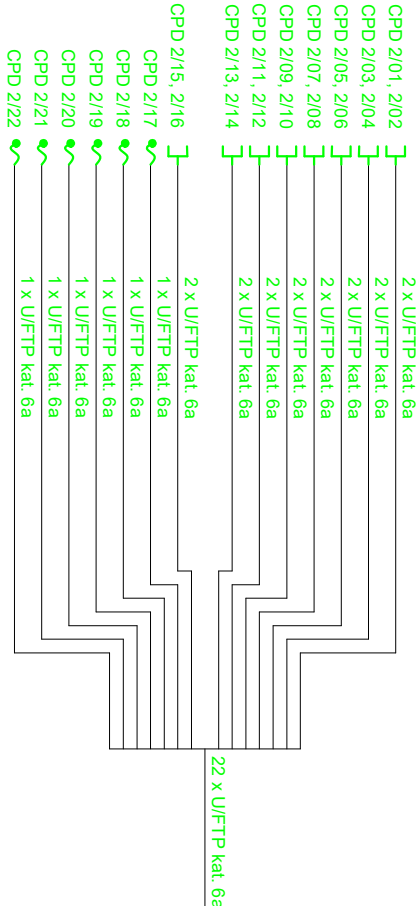 CPD 2/01, 2/02
CPD 2/03, 2/04
CPD 2/05, 2/06
CPD 2/07, 2/08
CPD 2/09, 2/10
CPD 2/11, 2/12
CPD 2/13, 2/14
CPD 2/15, 2/16
CPD 2/17
CPD 2/18
CPD 2/19
CPD 2/20
CPD 2/21
CPD 2/22
2 x U/FTP kat. 6a
2 x U/FTP kat. 6a
2 x U/FTP kat. 6a
2 x U/FTP kat. 6a
2 x U/FTP kat. 6a
2 x U/FTP kat. 6a
2 x U/FTP kat. 6a
2 x U/FTP kat. 6a
1 x U/FTP kat. 6a
1 x U/FTP kat. 6a
1 x U/FTP kat. 6a
1 x U/FTP kat. 6a
1 x U/FTP kat. 6a
1 x U/FTP kat. 6a
22 x U/FTP kat. 6a